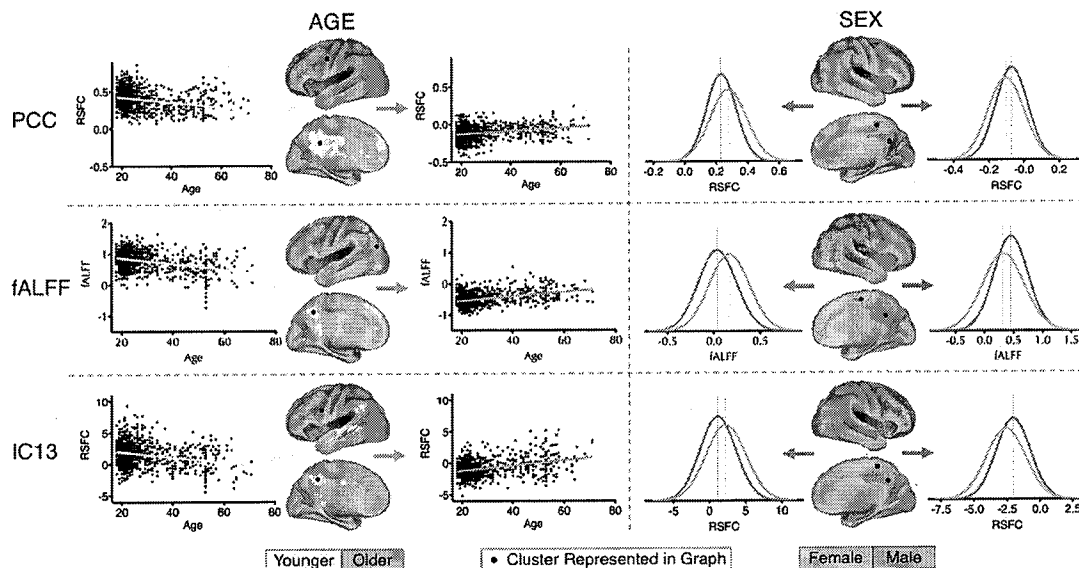 AGE SEX
PCC
RSFC
0.5
0.0
-0.5
20 40 60 80
Age
RSFC
0.5
0.0
-0.5
20 40 60 80
Age
-0.2 0 0.2 0.4 0.6
RSFC
-0.4 -0.2 -0.0 0.2
RSFC
fALFF
fALFF
2
1
0
-1
20 40 60 80
Age
fALFF
2
1
0
-1
20 40 60 80
Age
-0.5 0.0 0.5
fALFF
-0.5 0.0 0.5 1.0 1.5
fALFF
IC13
RSFC
10
5
0
-5
20 40 60 80
Age
RSFC
10
5
0
-5
20 40 60 80
Age
-5 0 5
RSFC
-7.5 -5 -2.5 0 2.5
RSFC
Younger Older
Cluster Represented in Graph
Female Male